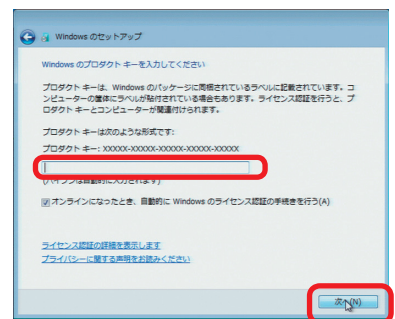 Windows のセットアップ
Windows のプロダクト キーを入力してください
プロダクト キーは、Windows のパッケージに同梱されているラベルに記載されています。コ
ンピューターの筐体にラベルが貼付されている場合もあります。ライセンス認証を行うと、プ
ロダクト キーとコンピューターが関連付けられます。
プロダクト キーは次のような形式です:
プロダクト キー: XXXXX-XXXXX-XXXXX-XXXXX-XXXXX
(ハイフンは自動的に入力されます)
オンラインになったとき、自動的に Windows のライセンス認証の手続きを行う(A)
ライセンス認証の詳細を表示します
プライバシーに関する声明をお読みください
次へ(N)